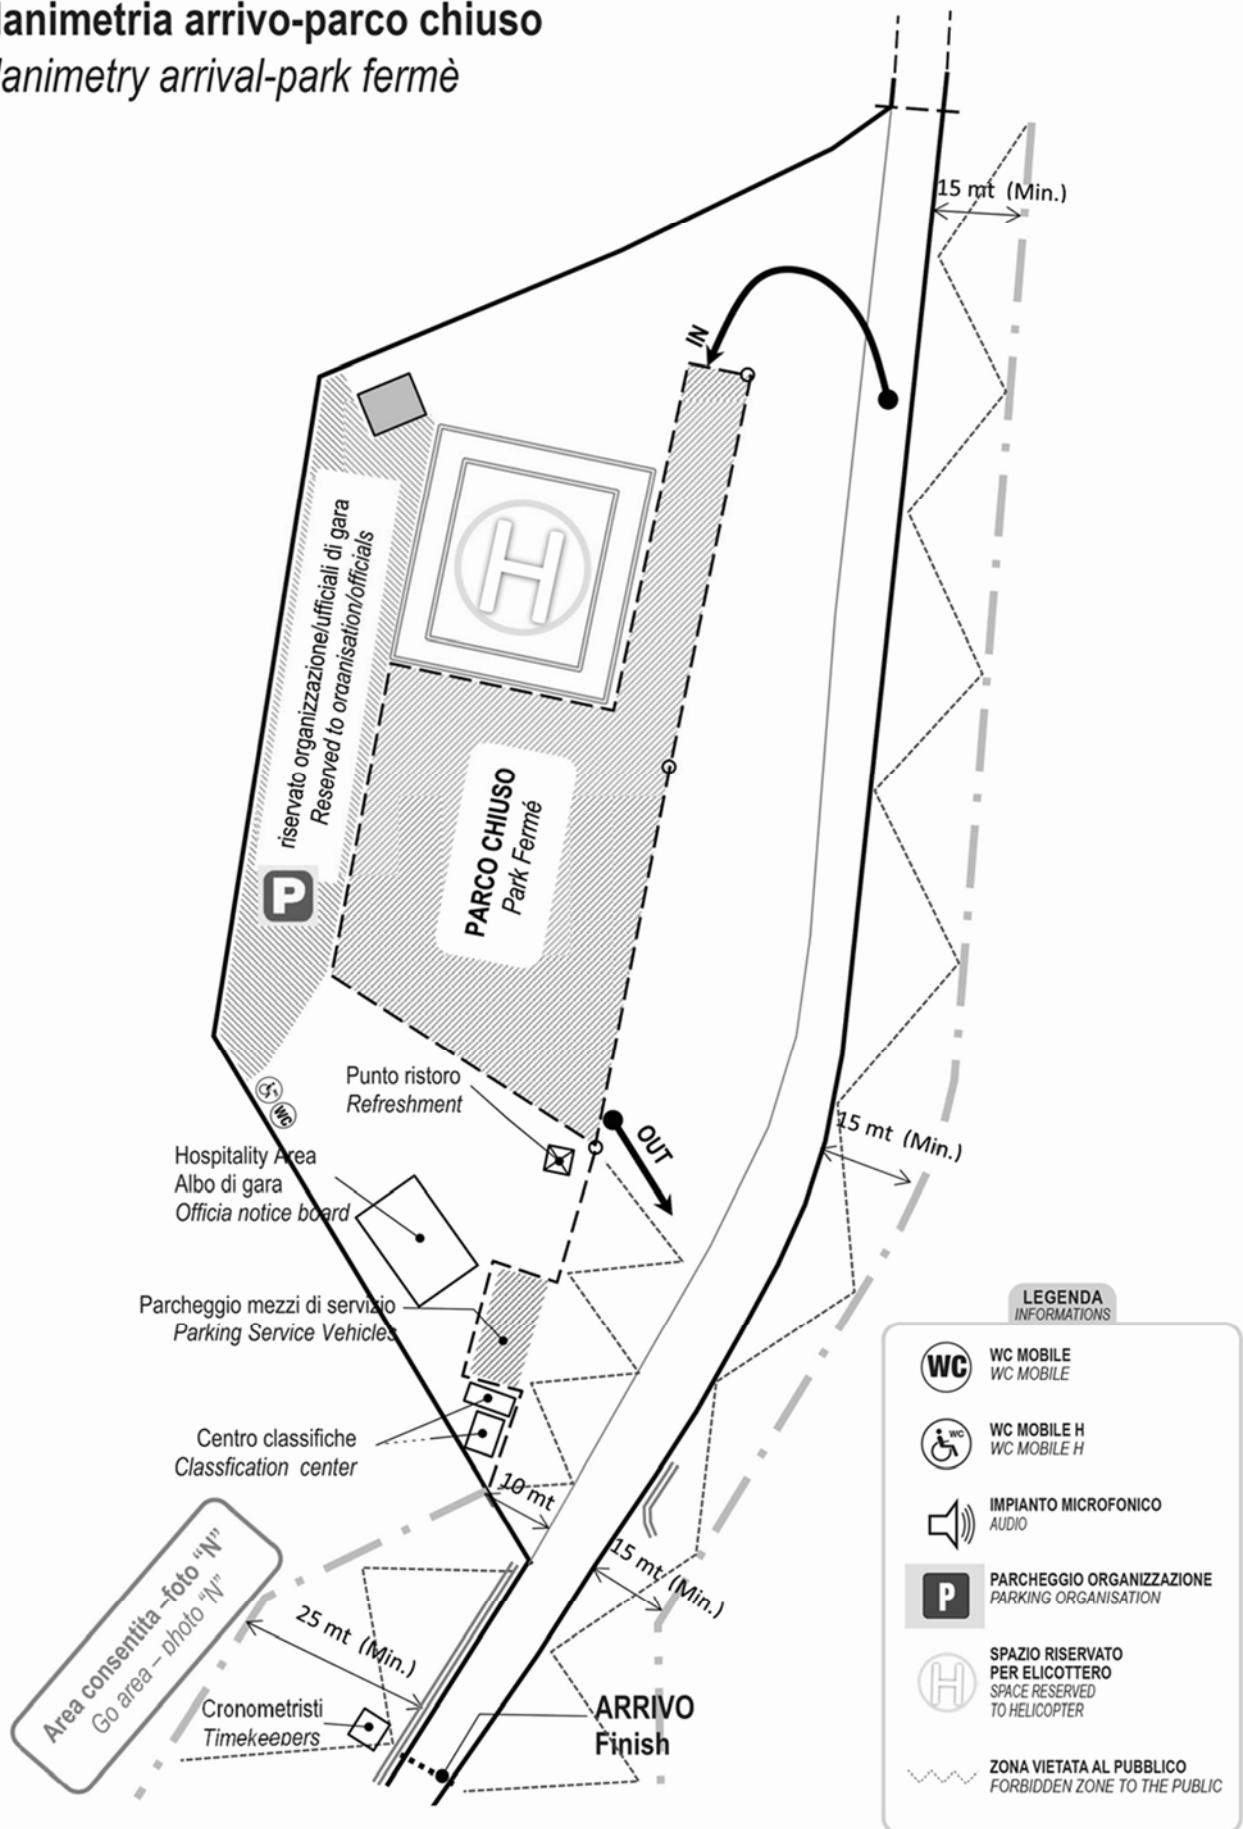 lanimetria arrivo-parco chiuso
lanimetry arrival-park fermè
15 mt (Min.)
IN
riservato organizzazione/ufficiali di gara
Reserved to organisation/officials
H
P
PARCO CHIUSO
Park Fermé
Punto ristoro
Refreshment
OUT
15 mt (Min.)
WC
Hospitality Area
Albo di gara
Officia notice board
Parcheggio mezzi di servizio
Parking Service Vehicles
Centro classifiche
Classfication center
10 mt
15 mt (Min.)
Area consentita –foto “N”
Go area – photo “N”
25 mt (Min.)
Cronometristi
Timekeepers
ARRIVO
Finish
LEGENDA
INFORMATIONS
WC
WC MOBILE
WC MOBILE
WC
WC MOBILE H
WC MOBILE H
IMPIANTO MICROFONICO
AUDIO
P
PARCHEGGIO ORGANIZZAZIONE
PARKING ORGANISATION
H
SPAZIO RISERVATO
PER ELICOTTERO
SPACE RESERVED
TO HELICOPTER
ZONA VIETATA AL PUBBLICO
FORBIDDEN ZONE TO THE PUBLIC